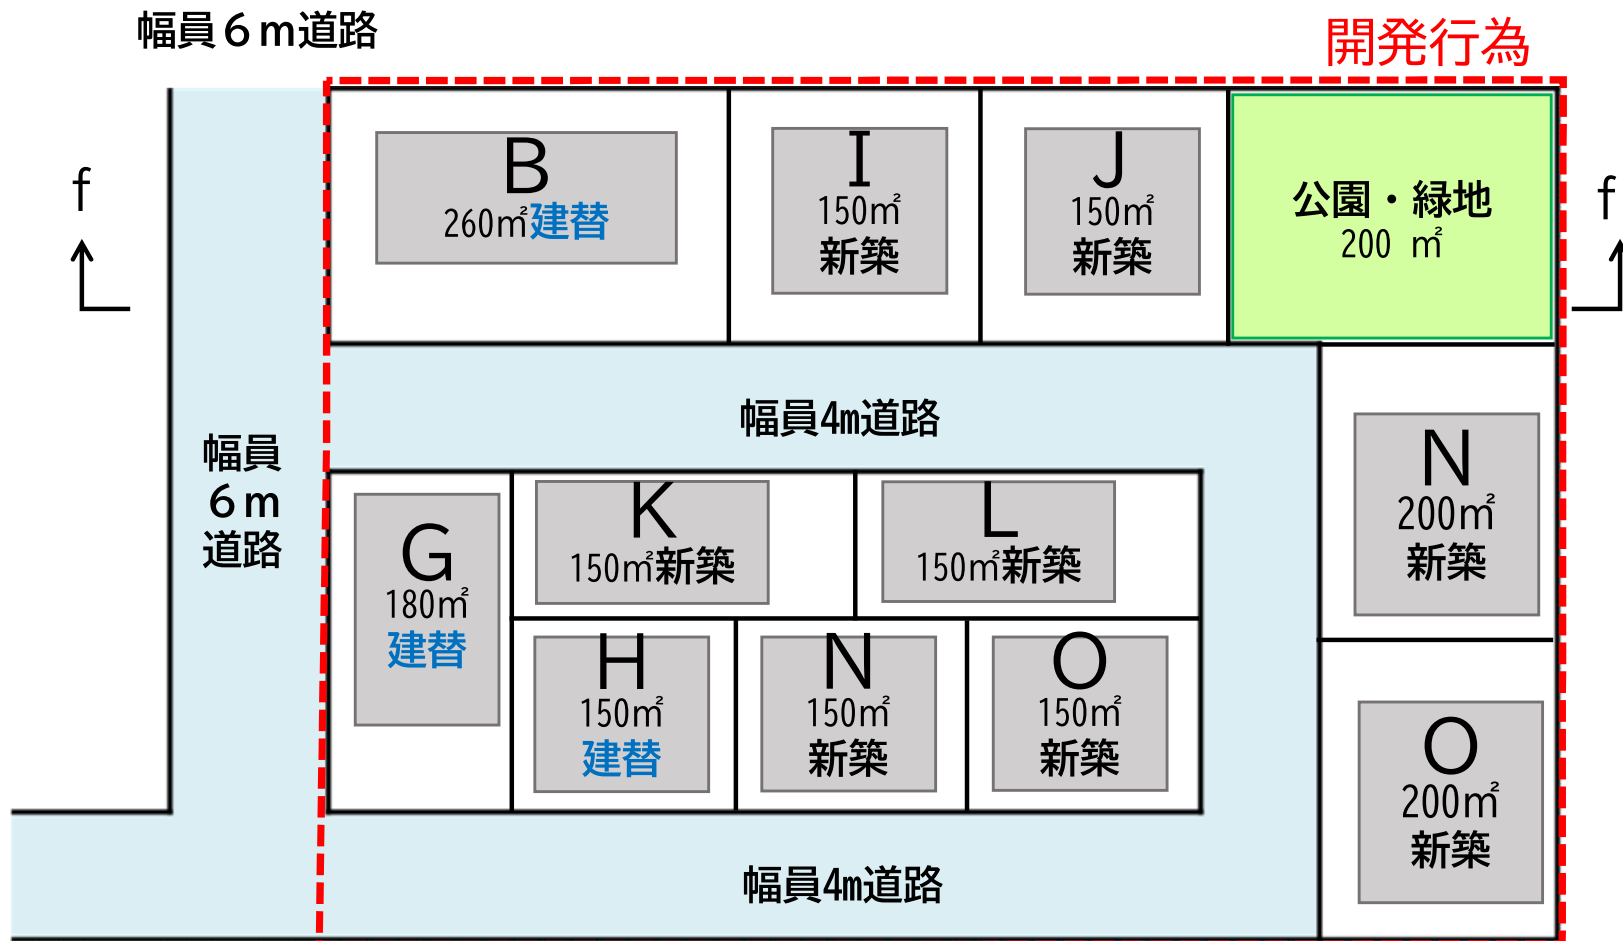 幅員６ｍ道路
開発行為
f
f
B
260㎡建替
I
150㎡
新築
J
150㎡
新築
公園・緑地
200 ㎡
幅員4m道路
幅員
６ｍ
道路
G
180㎡
建替
K
150㎡新築
L
150㎡新築
N
200㎡
新築
H
150㎡
建替
N
150㎡
新築
O
150㎡
新築
O
200㎡
新築
幅員4m道路